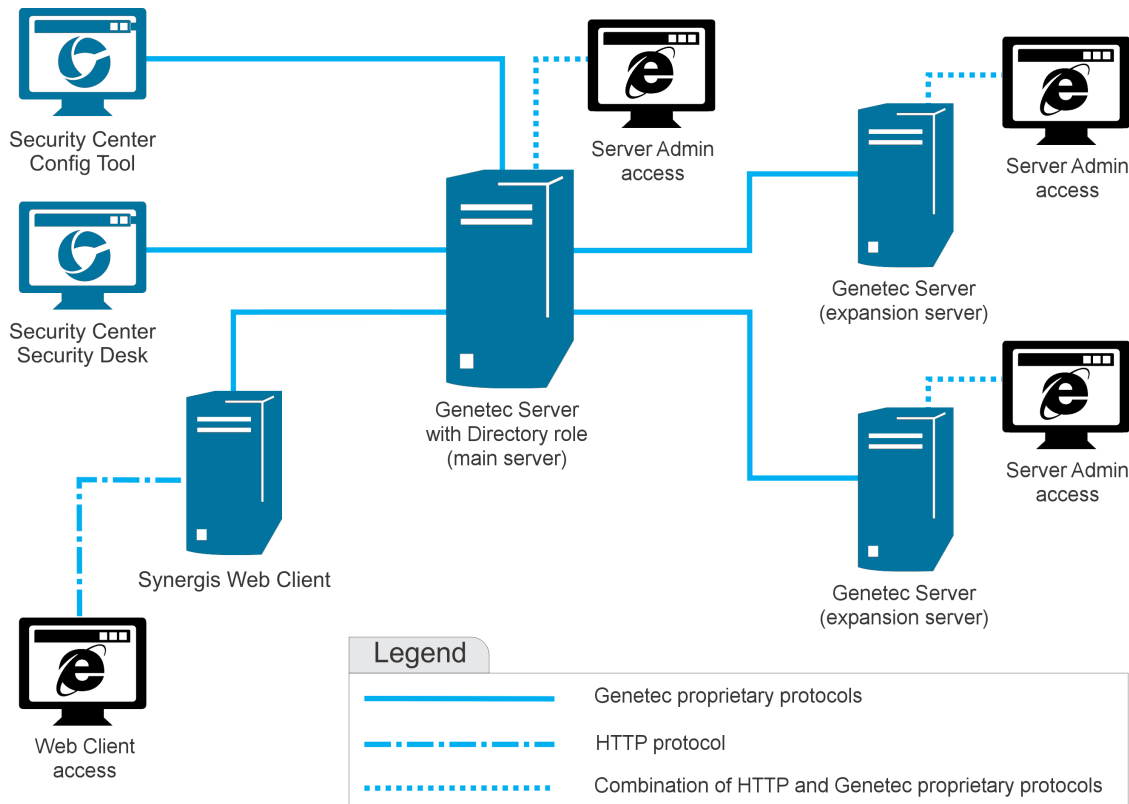 Security Center
Config Tool
Server Admin
access
Server Admin
access
Security Center
Security Desk
Genetec Server
(expansion server)
Genetec Server
with Directory role
(main server)
Server Admin
access
Synergis Web Client
Genetec Server
(expansion server)
Web Client
access
Legend
Genetec proprietary protocols
HTTP protocol
Combination of HTTP and Genetec proprietary protocols